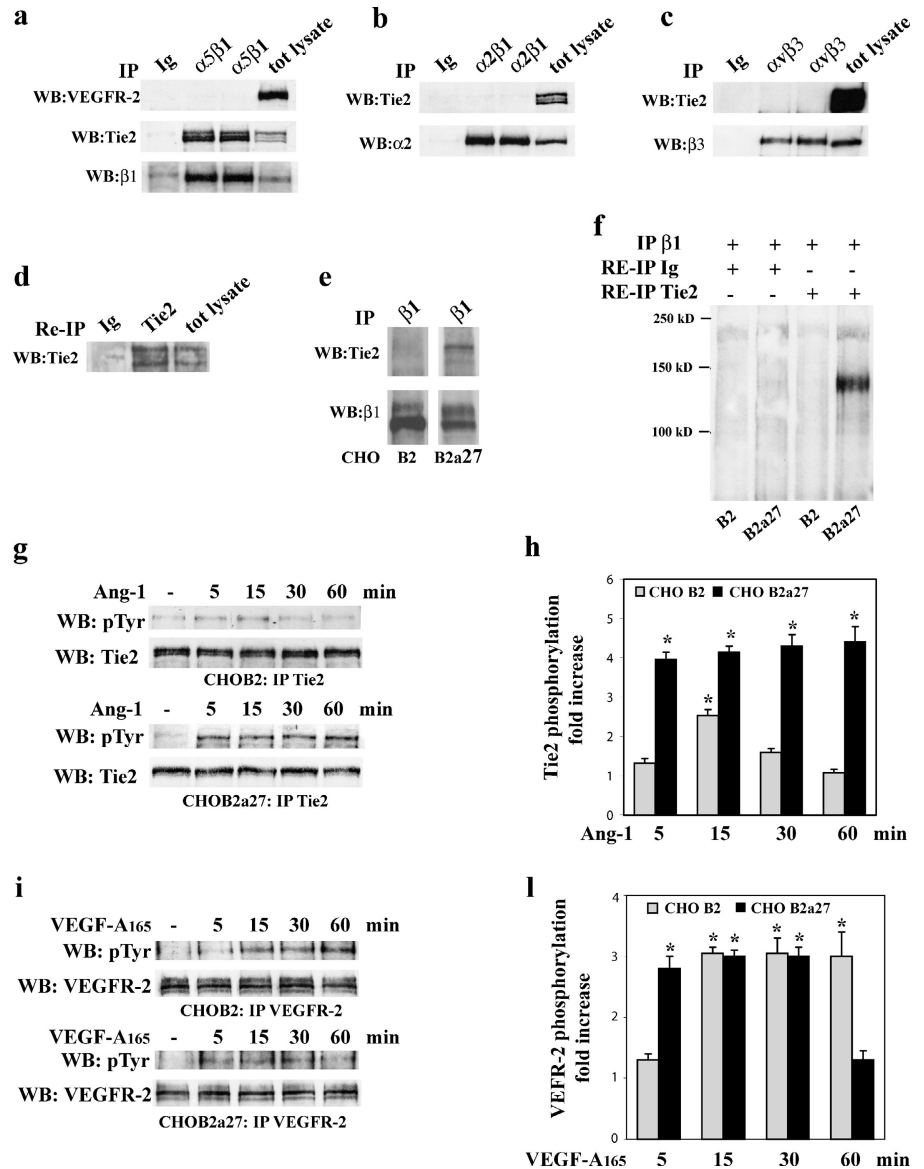 a
IP Ig α5β1 α5β1 tot lysate
WB:VEGFR-2
WB:Tie2
WB:β1
b
IP Ig α2β1 α2β1 tot lysate
WB:Tie2
WB:α2
c
IP Ig αvβ3 αvβ3 tot lysate
WB:Tie2
WB:β3
d
Re-IP Ig Tie2 tot lysate
WB:Tie2
e
IP β1 β1
WB:Tie2
WB:β1
CHO B2 B2a27
f
IP β1 + + + +
RE-IP Ig + + - -
RE-IP Tie2 - - + +
250 kD
150 kD
100 kD
B2 B2a27 B2 B2a27
g
Ang-1 - 5 15 30 60 min
WB: pTyr
WB: Tie2
CHOB2: IP Tie2
Ang-1 - 5 15 30 60 min
WB: pTyr
WB: Tie2
CHOB2a27: IP Tie2
h
Tie2 phosphorylation
fold increase
6
5
4
3
2
1
0
CHO B2 CHO B2a27
* * * * *
Ang-1 5 15 30 60 min
i
VEGF-A165 - 5 15 30 60 min
WB: pTyr
WB: VEGFR-2
CHOB2: IP VEGFR-2
VEGF-A165 - 5 15 30 60 min
WB: pTyr
WB: VEGFR-2
CHOB2a27: IP VEGFR-2
l
VEFR-2 phosphorylation
fold increase
4
3
2
1
0
CHO B2 CHO B2a27
* * * * * *
VEGF-A165 5 15 30 60 min